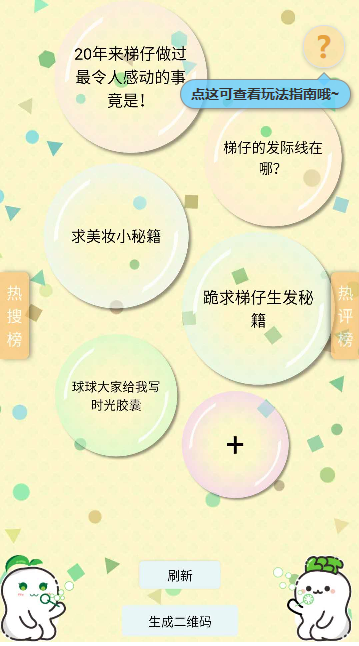 20年来梯仔做过
最令人感动的事
竟是!
?
点这可查看玩法指南哦~
梯仔的发际线在
哪?
求美妆小秘籍
跪求梯仔生发秘
籍
热
搜
榜
热
评
榜
球球大家给我写
时光胶囊
+
刷新
生成二维码